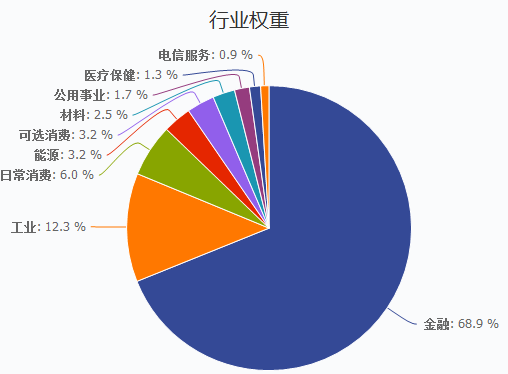 行业权重
电信服务: 0.9 %
医疗保健: 1.3 %
公用事业: 1.7 %
材料: 2.5 %
可选消费: 3.2 %
能源: 3.2 %
日常消费: 6.0 %
工业: 12.3 %
金融: 68.9 %